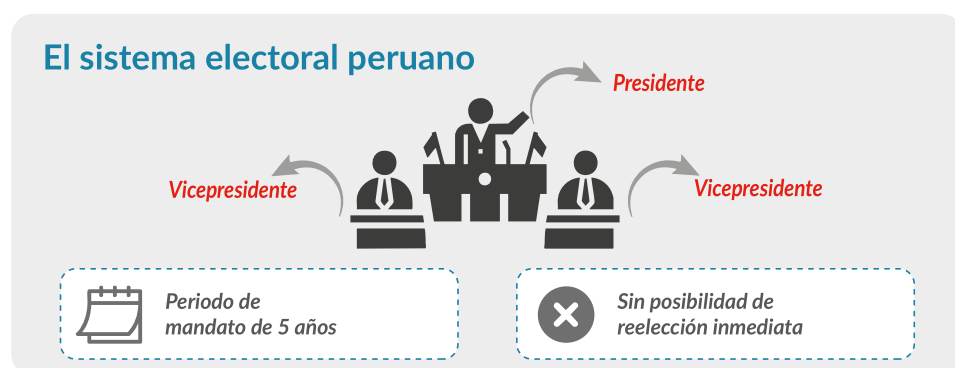 El sistema electoral peruano
Presidente
Vicepresidente
Vicepresidente
Periodo de
mandato de 5 años
Sin posibilidad de
reelección inmediata